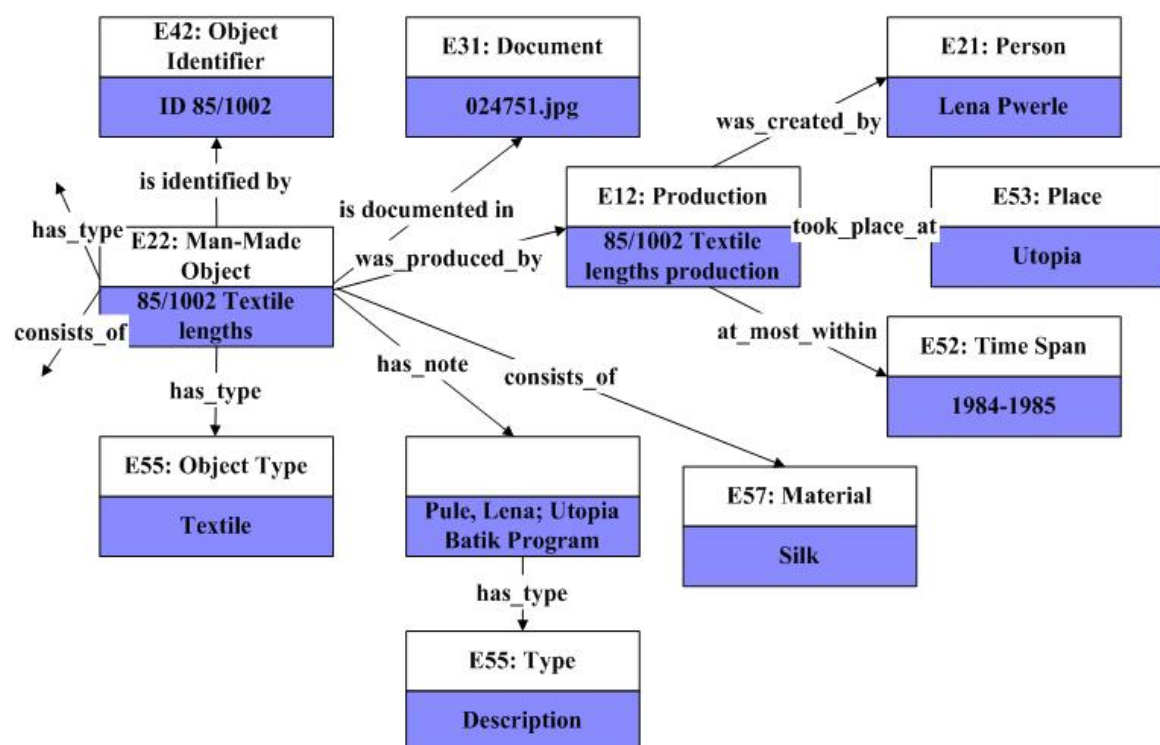 E42: Object
Identifier
ID 85/1002
E31: Document
024751.jpg
E21: Person
Lena Pwerle
was_created_by
is identified by
E12: Production
85/1002 Textile
lengths production
took_place_at
E53: Place
Utopia
is documented in
has_type
E22: Man-Made
Object
85/1002 Textile
lengths
was_produced_by
consists_of
at_most_within
E52: Time Span
1984-1985
has_note
consists_of
has_type
E55: Object Type
Textile
Pule, Lena; Utopia
Batik Program
E57: Material
Silk
has_type
E55: Type
Description